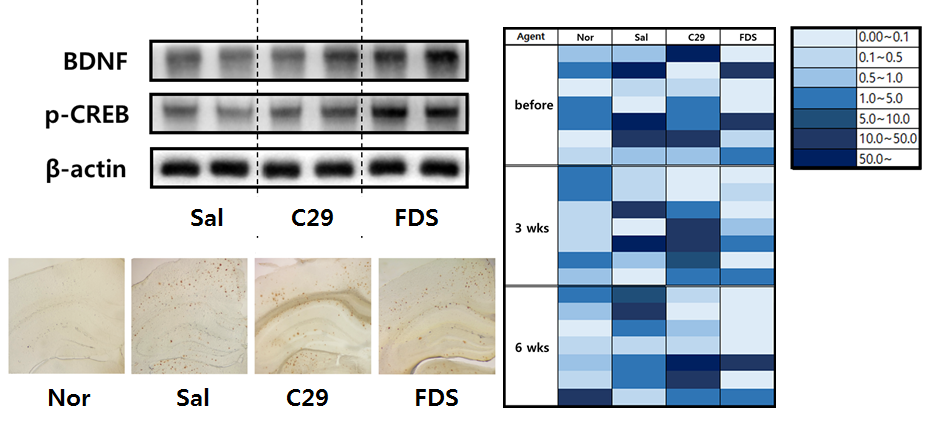 BDNF
p-CREB
β-actin
Sal C29 FDS
Nor Sal C29 FDS
Agent Nor Sal C29 FDS
before
3 wks
6 wks
0.00~0.1
0.1~0.5
0.5~1.0
1.0~5.0
5.0~10.0
10.0~50.0
50.0~